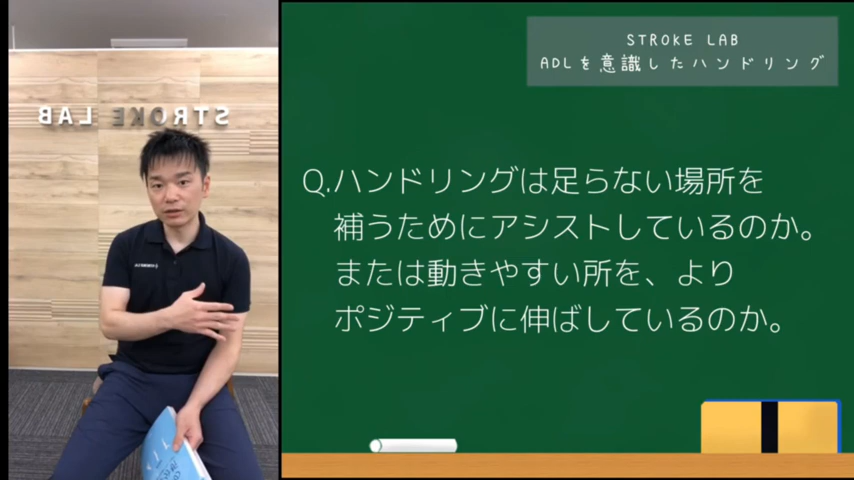 STROKE LAB
STROKE LAB
ADLを意識したハンドリング
Q.ハンドリングは足らない場所を
補うためにアシストしているのか。
または動きやすい所を、より
ポジティブに伸ばしているのか。